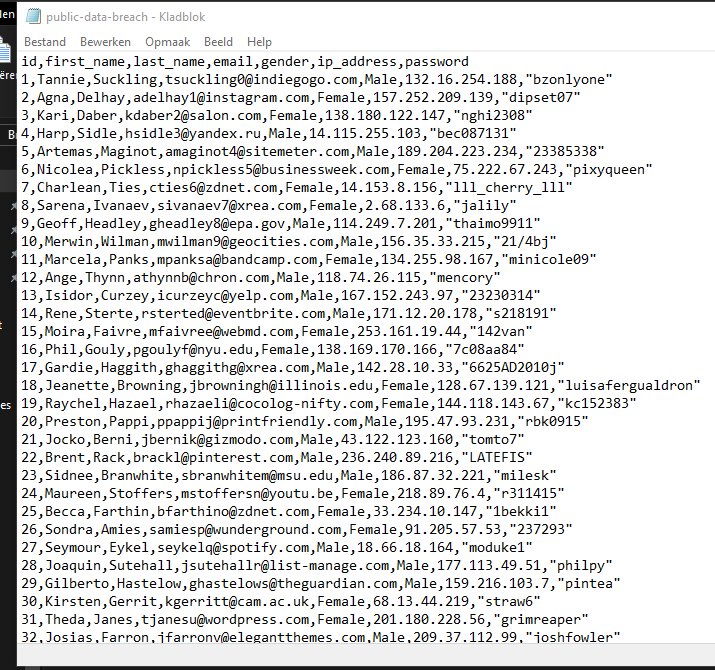 public-data-breach - Kladblok
Bestand Bewerken Opmaak Beeld Help
id,first_name,last_name,email,gender,ip_address,password
1,Tannie,Suckling,tsuckling0@indiegogo.com,Male,132.16.254.188,"bzonlyone"
2,Agna,Delhay,adelhay1@instagram.com,Female,157.252.209.139,"dipset07"
3,Kari,Daber,kdaber2@salon.com,Female,138.180.122.147,"nghi2308"
4,Harp,Sidle,hsidle3@yandex.ru,Male,14.115.255.103,"bec087131"
5,Artemas,Maginot,amaginot4@sitemeter.com,Male,189.204.223.234,"23385338"
6,Nicolea,Pickless,npickless5@businessweek.com,Female,75.222.67.243,"pixyqueen"
7,Charlean,Ties,cties6@zdnet.com,Female,14.153.8.156,"lll_cherry_lll"
8,Sarena,Ivanaev,sivanaev7@xrea.com,Female,2.68.133.6,"jalily"
9,Geoff,Headley,gheadley8@epa.gov,Male,114.249.7.201,"thaimo9911"
10,Merwin,Wilman,mwilman9@geocities.com,Male,156.35.33.215,"21/4bj"
11,Marcela,Panks,mpanksa@bandcamp.com,Female,134.255.98.167,"minicole09"
12,Ange,Thynn,athynnb@chron.com,Male,118.74.26.115,"mencory"
13,Isidor,Curzey,icurzeyc@yelp.com,Male,167.152.243.97,"23230314"
14,Rene,Sterte,rsterted@eventbrite.com,Male,171.12.20.178,"s218191"
15,Moira,Faivre,mfaivree@webmd.com,Female,253.161.19.44,"142van"
16,Phil,Gouly,pgoulyf@nyu.edu,Female,138.169.170.166,"7c08aa84"
17,Gardie,Haggith,ghaggithg@xrea.com,Male,142.28.10.33,"6625AD2010j"
18,Jeanette,Browning,jbrowningh@illinois.edu,Female,128.67.139.121,"luisafergualdron"
19,Raychel,Hazael,rhazaeli@cocolog-nifty.com,Female,144.118.143.67,"kc152383"
20,Preston,Pappi,ppappij@printfriendly.com,Male,195.47.93.231,"rbk0915"
21,Jocko,Berni,jbernik@gizmodo.com,Male,43.122.123.160,"tomto7"
22,Brent,Rack,brackl@pinterest.com,Male,236.240.89.216,"LATEFIS"
23,Sidnee,Branwhite,sbranwhitem@msu.edu,Male,186.87.32.221,"milesk"
24,Maureen,Stoffers,mstoffersn@youtu.be,Female,218.89.76.4,"r311415"
25,Becca,Farthin,bfarthino@zdnet.com,Female,33.234.10.147,"1bekki1"
26,Sondra,Amies,samiesp@wunderground.com,Female,91.205.57.53,"237293"
27,Seymour,Eykel,seykelq@spotify.com,Male,18.66.18.164,"moduke1"
28,Joaquin,Sutehall,jsutehallr@list-manage.com,Male,177.113.49.51,"philpy"
29,Gilberto,Hastelow,ghastelows@theguardian.com,Male,159.216.103.7,"pintea"
30,Kirsten,Gerrit,kgerritt@cam.ac.uk,Female,68.13.44.219,"straw6"
31,Theda,Janes,tjanesu@wordpress.com,Female,201.180.228.56,"grimreaper"
32,Josias,Farron,jfarronv@elegantthemes.com,Male,209.37.112.99,"joshfowler"